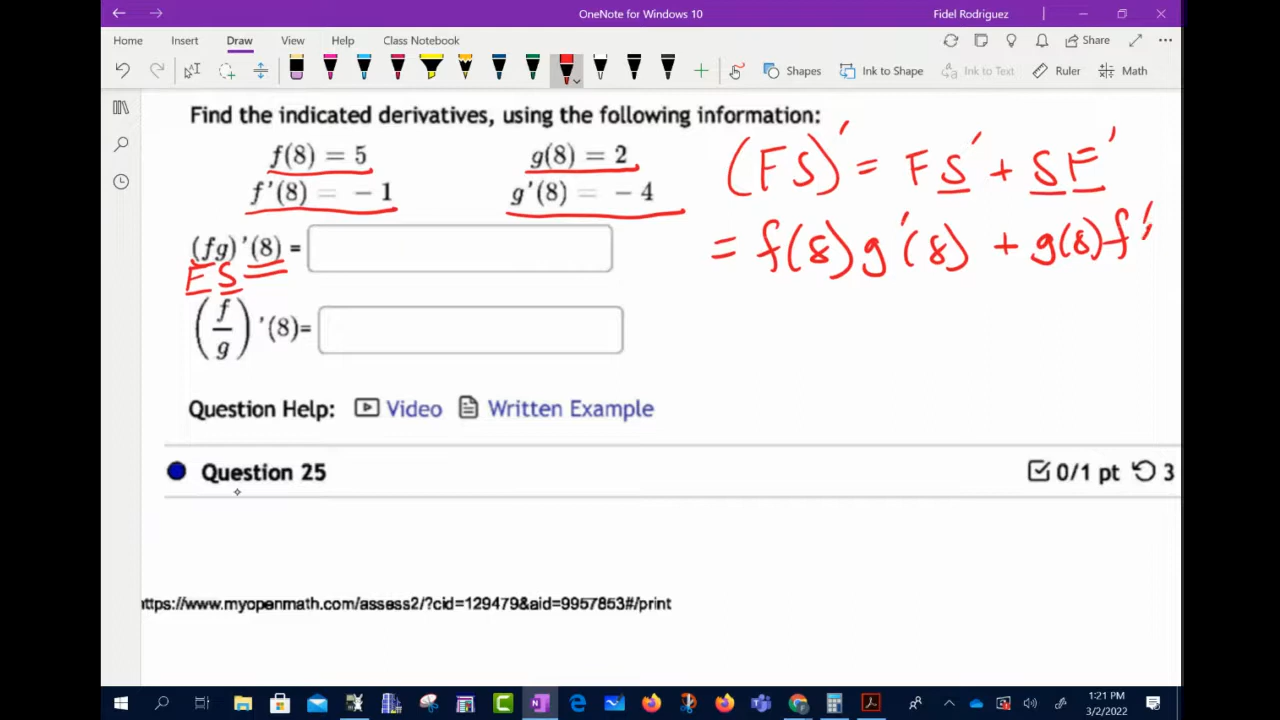 OneNote for Windows 10
Fidel Rodriguez
Home Insert Draw View Help Class Notebook
Share
Shapes Ink to Shape Ink to Text Ruler Math
Find the indicated derivatives, using the following information:
f(8) = 5 g(8) = 2
f'(8) = - 1 g'(8) = - 4
(FS)' = FS' + SF'
= f(8)g'(8) + g(8)f'
(fg)'(8) =
F S
(f/g)'(8)=
Question Help: Video Written Example
Question 25
0/1 pt 3
ttps://www.myopenmath.com/assess2/?cid=129479&aid=9957853#/print
1:21 PM
3/2/2022